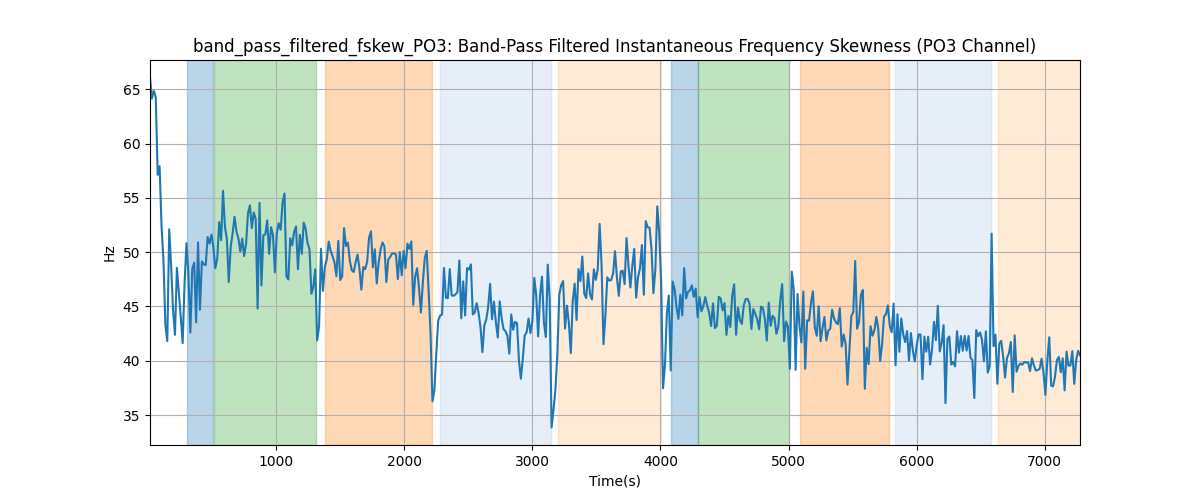 band_pass_filtered_fskew_PO3: Band-Pass Filtered Instantaneous Frequency Skewness (PO3 Channel)
65
60
55
50
45
40
35
Hz
1000 2000 3000 4000 5000 6000 7000
Time(s)